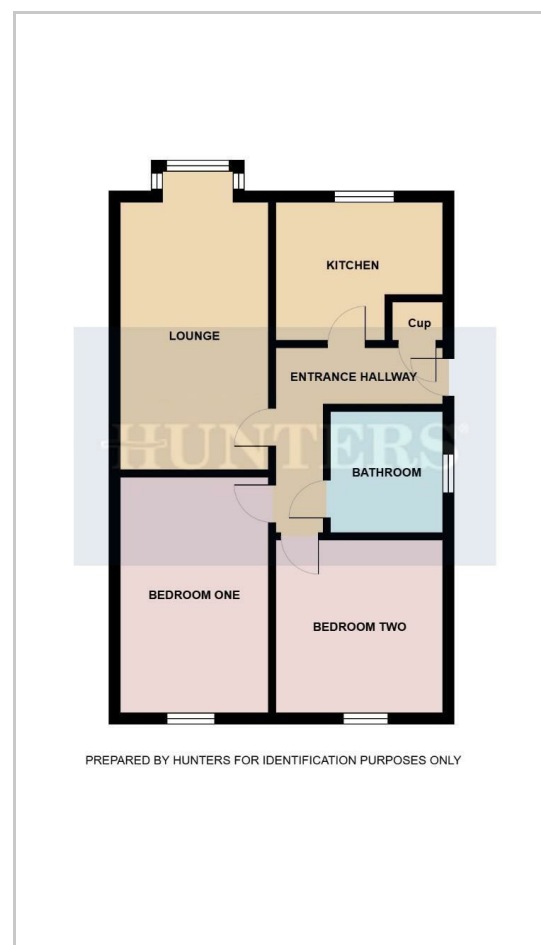 KITCHEN
Cup
LOUNGE
ENTRANCE HALLWAY
HUNTERS
BATHROOM
BEDROOM ONE
BEDROOM TWO
PREPARED BY HUNTERS FOR IDENTIFICATION PURPOSES ONLY